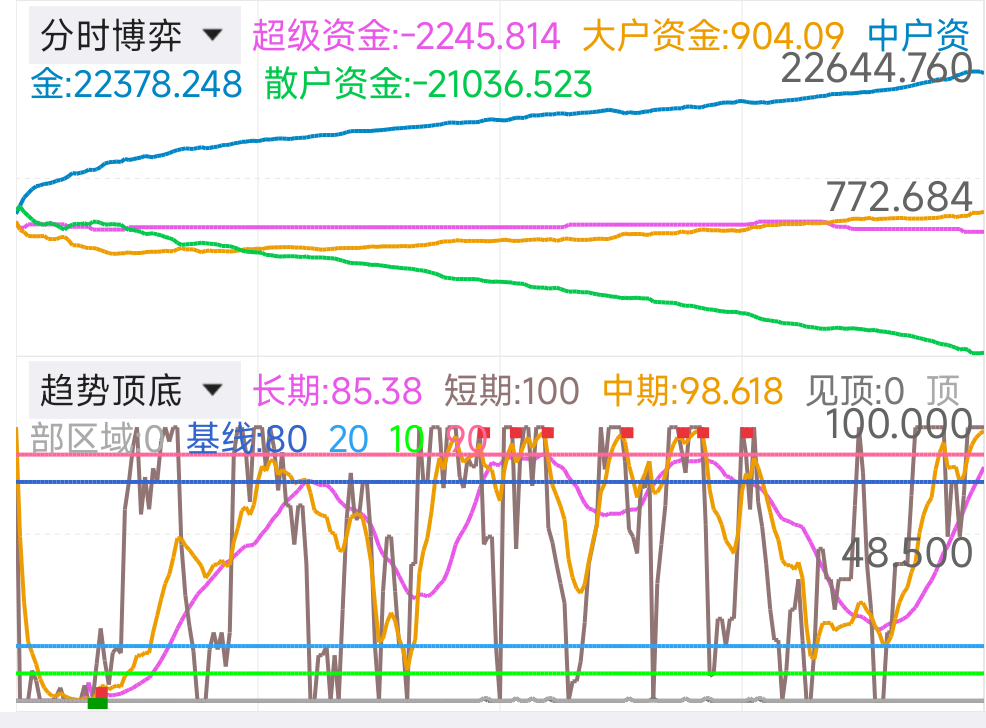 分时博弈 超级资金:-2245.814 大户资金:904.09 中户资
金:22378.248 散户资金:-21036.523
22644.760
772.684
趋势顶底 长期:85.38 短期:100 中期:98.618 见顶:0 顶
部区域:0 基线:80 20 10 90
100.000
48.500